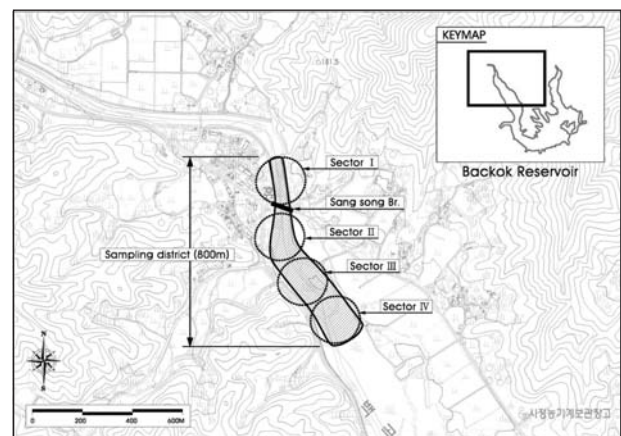 KEYMAP
Backok Reservoir
Sector I
Sang song Br.
Sector II
Sampling district (800m)
Sector III
Sector IV
N
0 200 400 600M